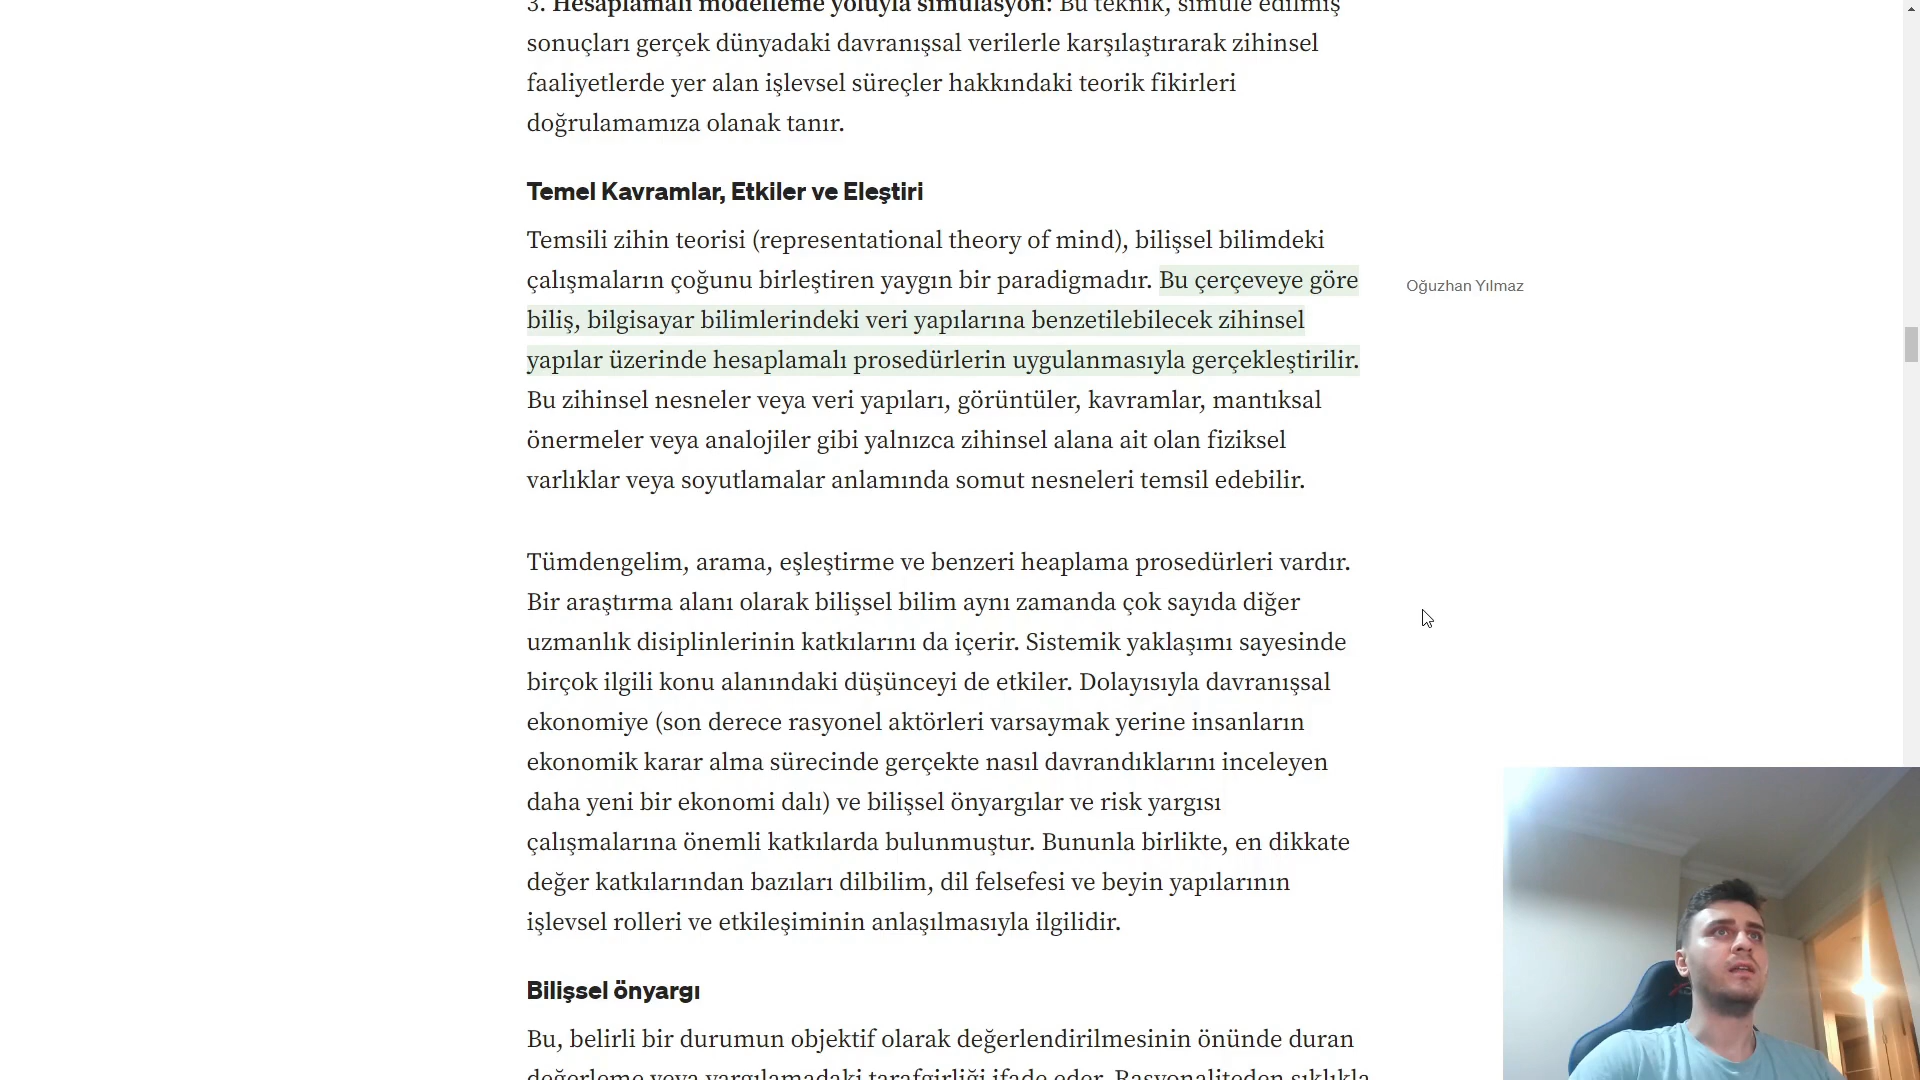 3. Hesaplamalı modelleme yoluyla simülasyon: Bu teknik, simüle edilmiş
sonuçları gerçek dünyadaki davranışsal verilerle karşılaştırarak zihinsel
faaliyetlerde yer alan işlevsel süreçler hakkındaki teorik fikirleri
doğrulamamıza olanak tanır.
Temel Kavramlar, Etkiler ve Eleştiri
Temsili zihin teorisi (representational theory of mind), bilişsel bilimdeki
çalışmaların çoğunu birleştiren yaygın bir paradigmadır. Bu çerçeveye göre
Oğuzhan Yılmaz
biliş, bilgisayar bilimlerindeki veri yapılarına benzetilebilecek zihinsel
yapılar üzerinde hesaplamalı prosedürlerin uygulanmasıyla gerçekleştirilir.
Bu zihinsel nesneler veya veri yapıları, görüntüler, kavramlar, mantıksal
önermeler veya analojiler gibi yalnızca zihinsel alana ait olan fiziksel
varlıklar veya soyutlamalar anlamında somut nesneleri temsil edebilir.
Tümdengelim, arama, eşleştirme ve benzeri heaplama prosedürleri vardır.
Bir araştırma alanı olarak bilişsel bilim aynı zamanda çok sayıda diğer
uzmanlık disiplinlerinin katkılarını da içerir. Sistemik yaklaşımı sayesinde
birçok ilgili konu alanındaki düşünceyi de etkiler. Dolayısıyla davranışsal
ekonomiye (son derece rasyonel aktörleri varsaymak yerine insanların
ekonomik karar alma sürecinde gerçekte nasıl davrandıklarını inceleyen
daha yeni bir ekonomi dalı) ve bilişsel önyargılar ve risk yargısı
çalışmalarına önemli katkılarda bulunmuştur. Bununla birlikte, en dikkate
değer katkılarından bazıları dilbilim, dil felsefesi ve beyin yapılarının
işlevsel rolleri ve etkileşiminin anlaşılmasıyla ilgilidir.
Bilişsel önyargı
Bu, belirli bir durumun objektif olarak değerlendirilmesinin önünde duran
değerleme veya yargılamadaki tarafgirliği ifade eder. Rasyonaliteden sıklıkla